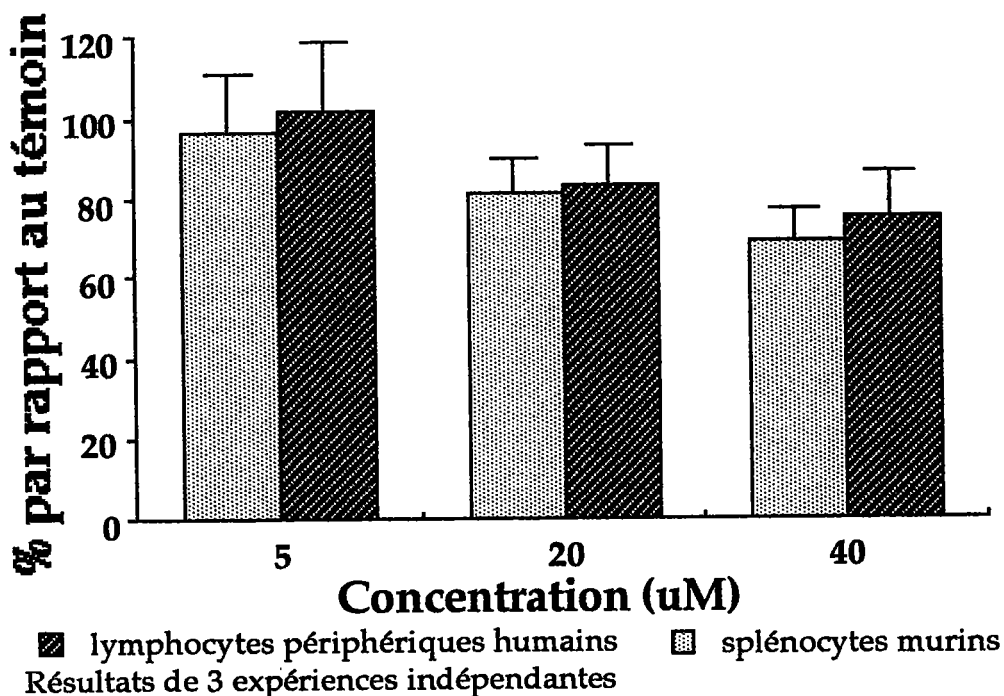 % par rapport au témoin
120
100
80
60
40
20
0
5 20 40
Concentration (uM)
lymphocytes périphériques humains splénocytes murins
Résultats de 3 expériences indépendantes